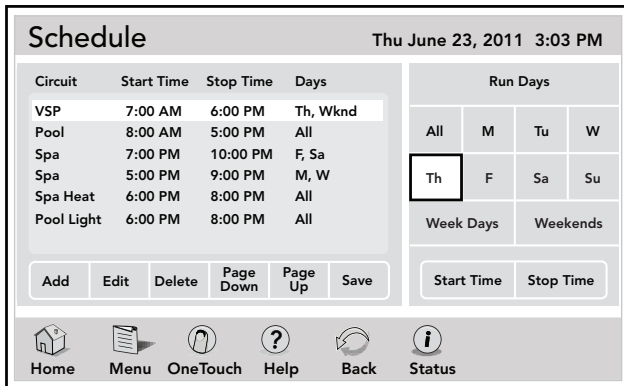 Schedule Thu June 23, 2011 3:03 PM
Circuit Start Time Stop Time Days
VSP 7:00 AM 6:00 PM Th, Wknd
Pool 8:00 AM 5:00 PM All
Spa 7:00 PM 10:00 PM F, Sa
Spa 5:00 PM 9:00 PM M, W
Spa Heat 6:00 PM 8:00 PM All
Pool Light 6:00 PM 8:00 PM All
Add Edit Delete Page Down Page Up Save
Run Days
All M Tu W
Th F Sa Su
Week Days Weekends
Start Time Stop Time
Home Menu OneTouch Help Back Status
?
i